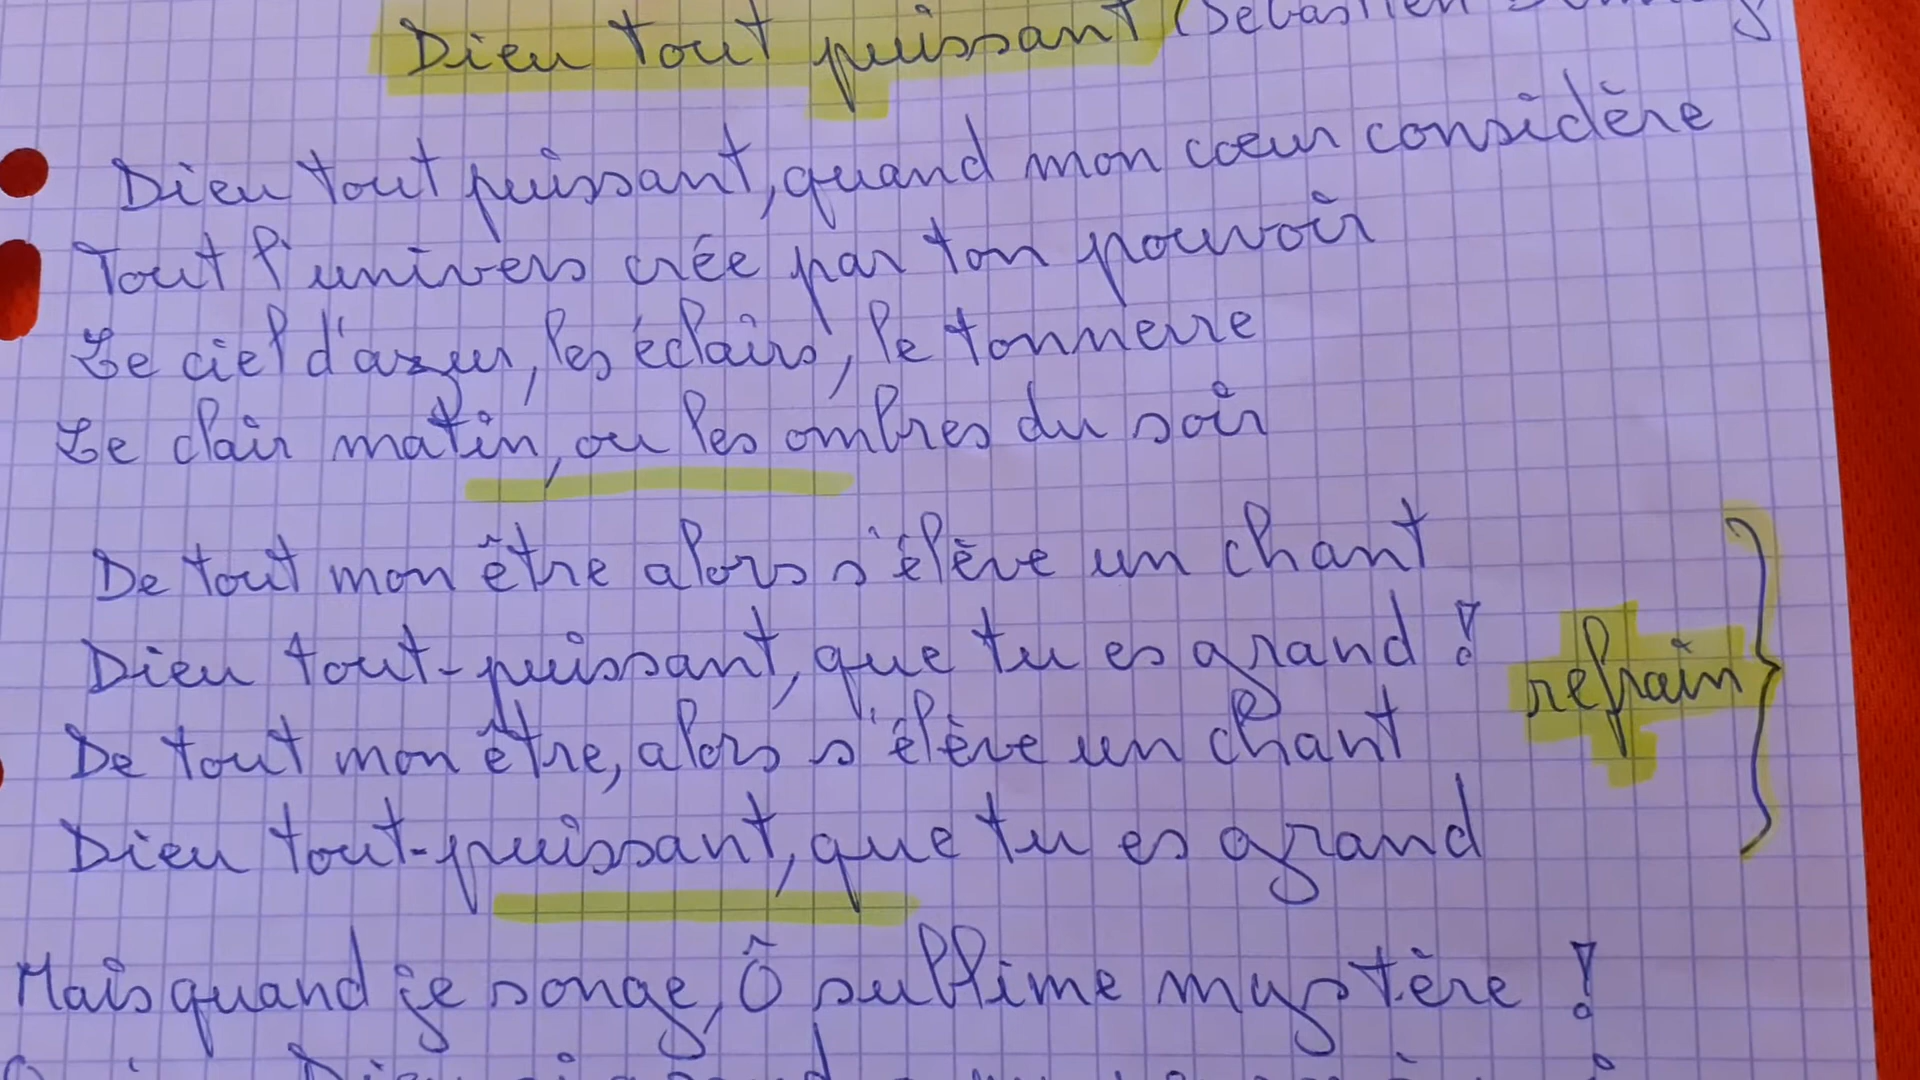 Dieu tout puissant (Sébastien
Dieu tout puissant, quand mon cœur considère
Tout l'univers crée par ton pouvoir
Le ciel d'azur, les éclairs, le tonnerre
Le clair matin, ou les ombres du soir
De tout mon être alors s'élève un chant
Dieu tout-puissant, que tu es grand !
refrain
De tout mon être, alors s'élève un chant
Dieu tout-puissant, que tu es grand
Mais quand je songe, Ô sublime mystère !